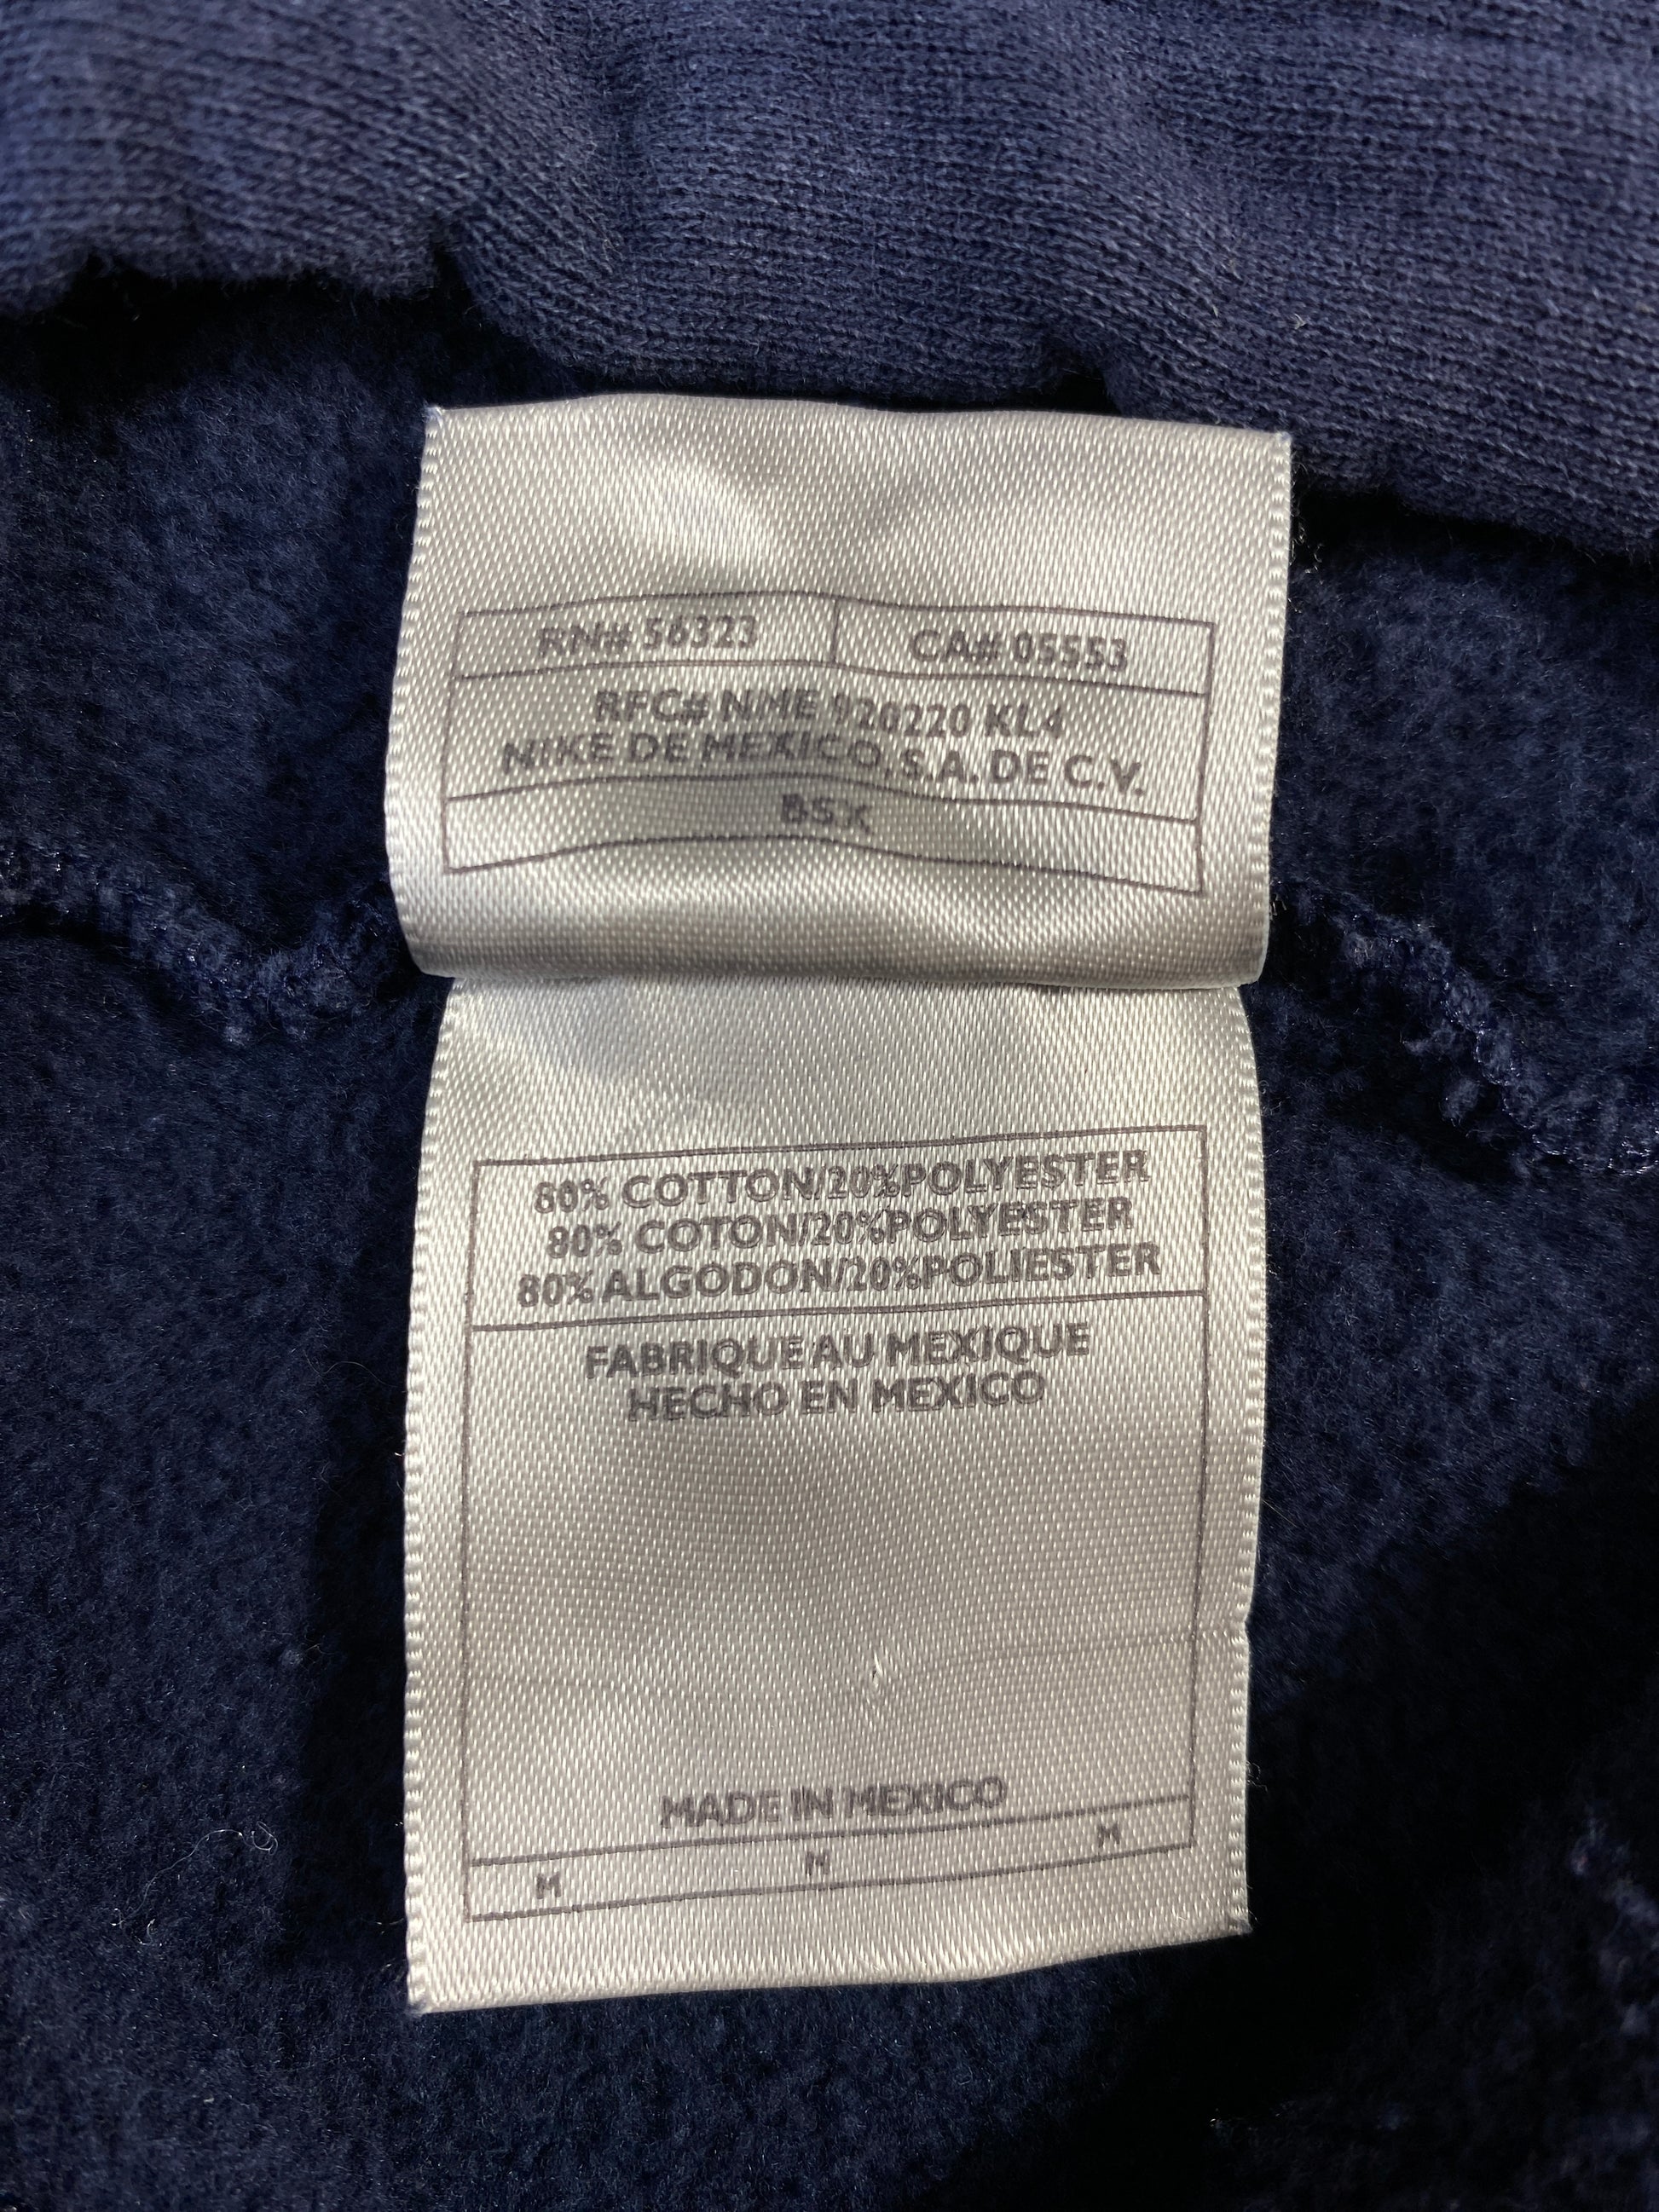 RN# 56323 CA# 05553
RFC# NIME 920220 KL4
NIKE DE MEXICO, S.A. DE C.V.
BSX
80% COTTON/20%POLYESTER
80% COTON/20%POLYESTER
80% ALGODON/20%POLIESTER
FABRIQUE AU MEXIQUE
HECHO EN MEXICO
MADE IN MEXICO
M M M